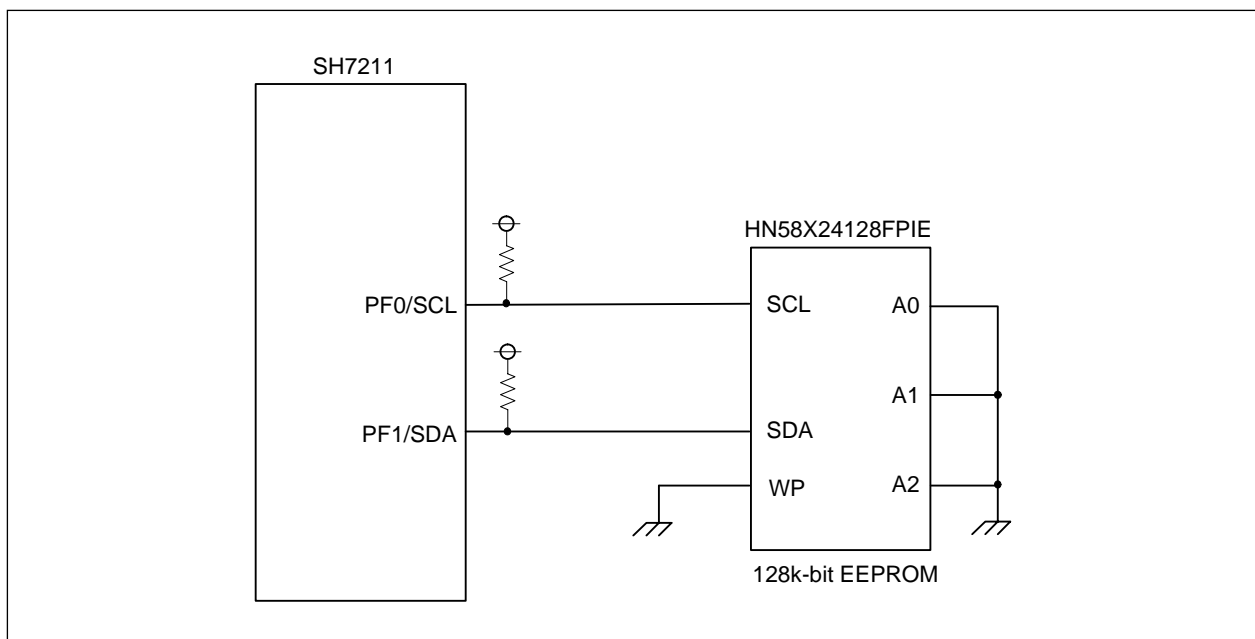 SH7211
HN58X24128FPIE
PF0/SCL
SCL
A0
A1
PF1/SDA
SDA
WP
A2
128k-bit EEPROM